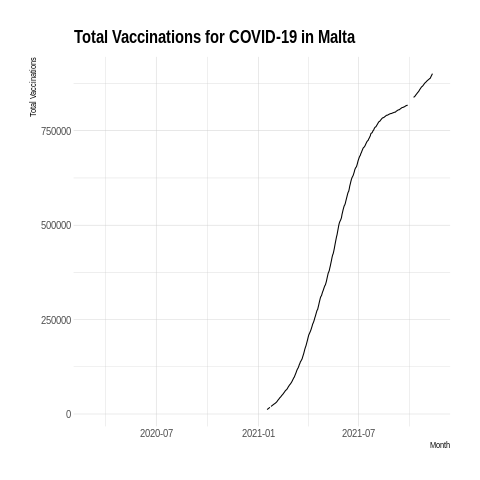 Total Vaccinations for COVID-19 in Malta
Total Vaccinations
750000
500000
250000
0
2020-07 2021-01 2021-07
Month